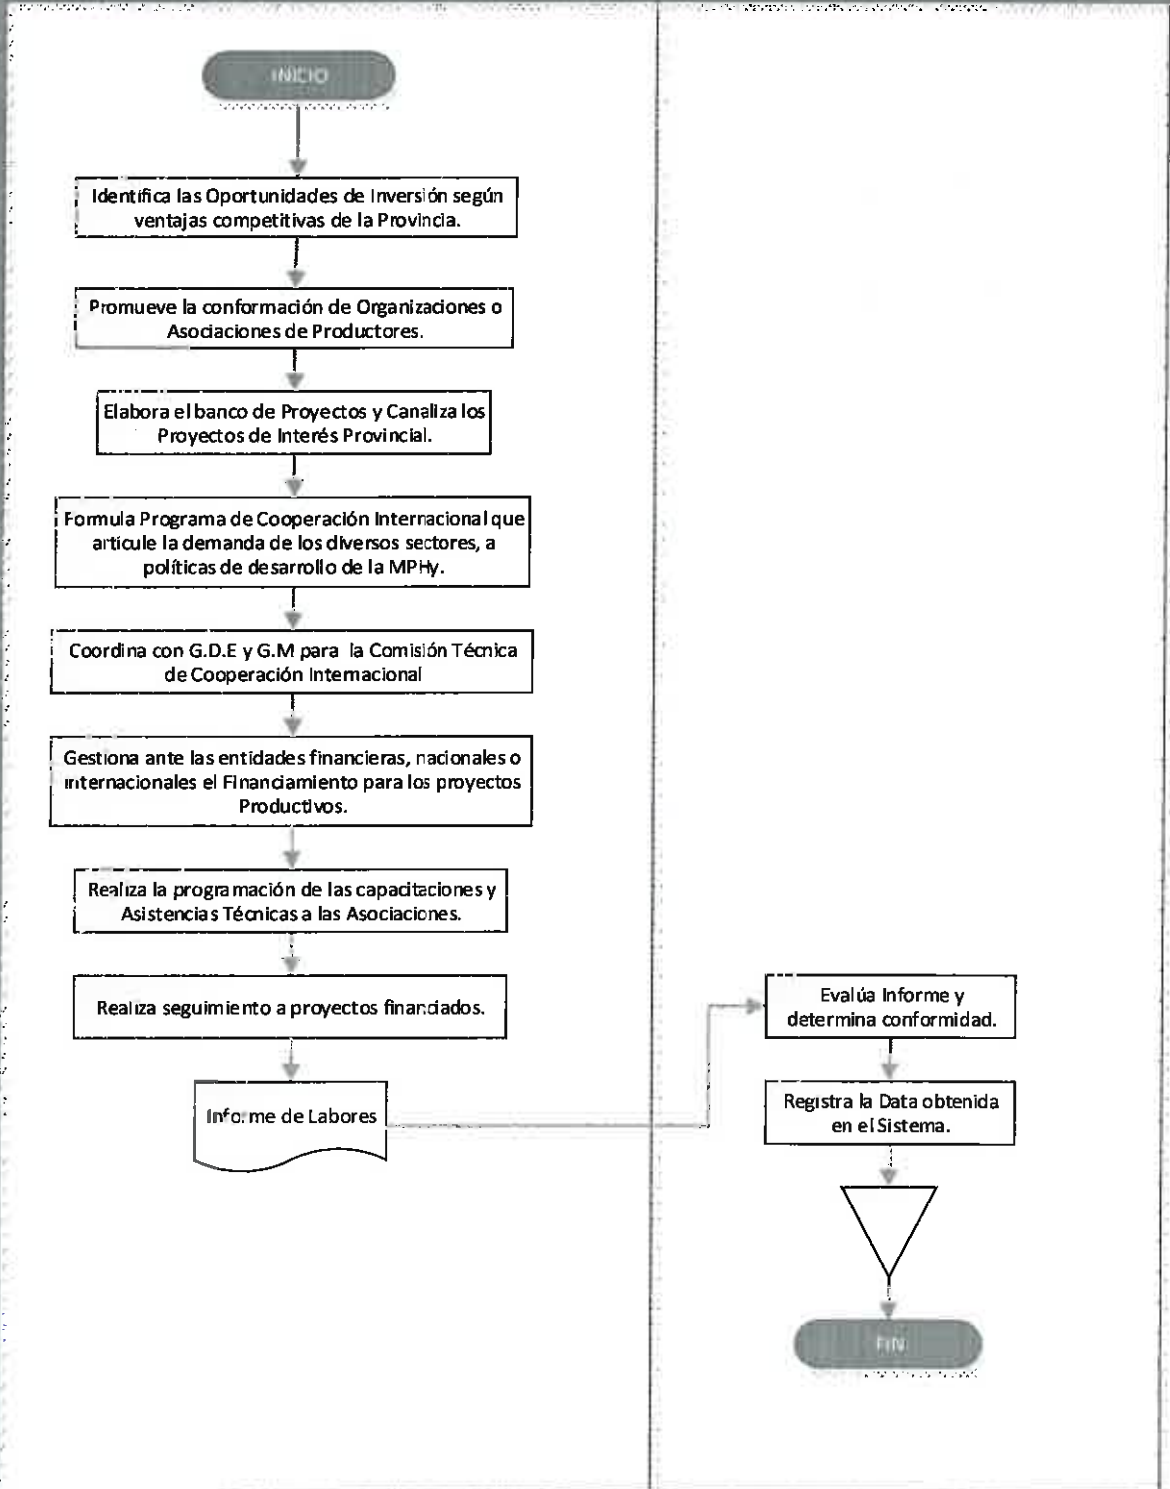 INICIO
Identifica las Oportunidades de Inversión según
ventajas competitivas de la Provincia.
Promueve la conformación de Organizaciones o
Asociaciones de Productores.
Elabora el banco de Proyectos y Canaliza los
Proyectos de Interés Provincial.
Formula Programa de Cooperación Internacional que
articule la demanda de los diversos sectores, a
políticas de desarrollo de la MPHy.
Coordina con G.D.E y G.M para la Comisión Técnica
de Cooperación Internacional
Gestiona ante las entidades financieras, nacionales o
internacionales el Financiamiento para los proyectos
Productivos.
Realiza la programación de las capacitaciones y
Asistencias Técnicas a las Asociaciones.
Realiza seguimiento a proyectos financiados.
Informe de Labores
Evalúa Informe y
determina conformidad.
Registra la Data obtenida
en el Sistema.
FIN